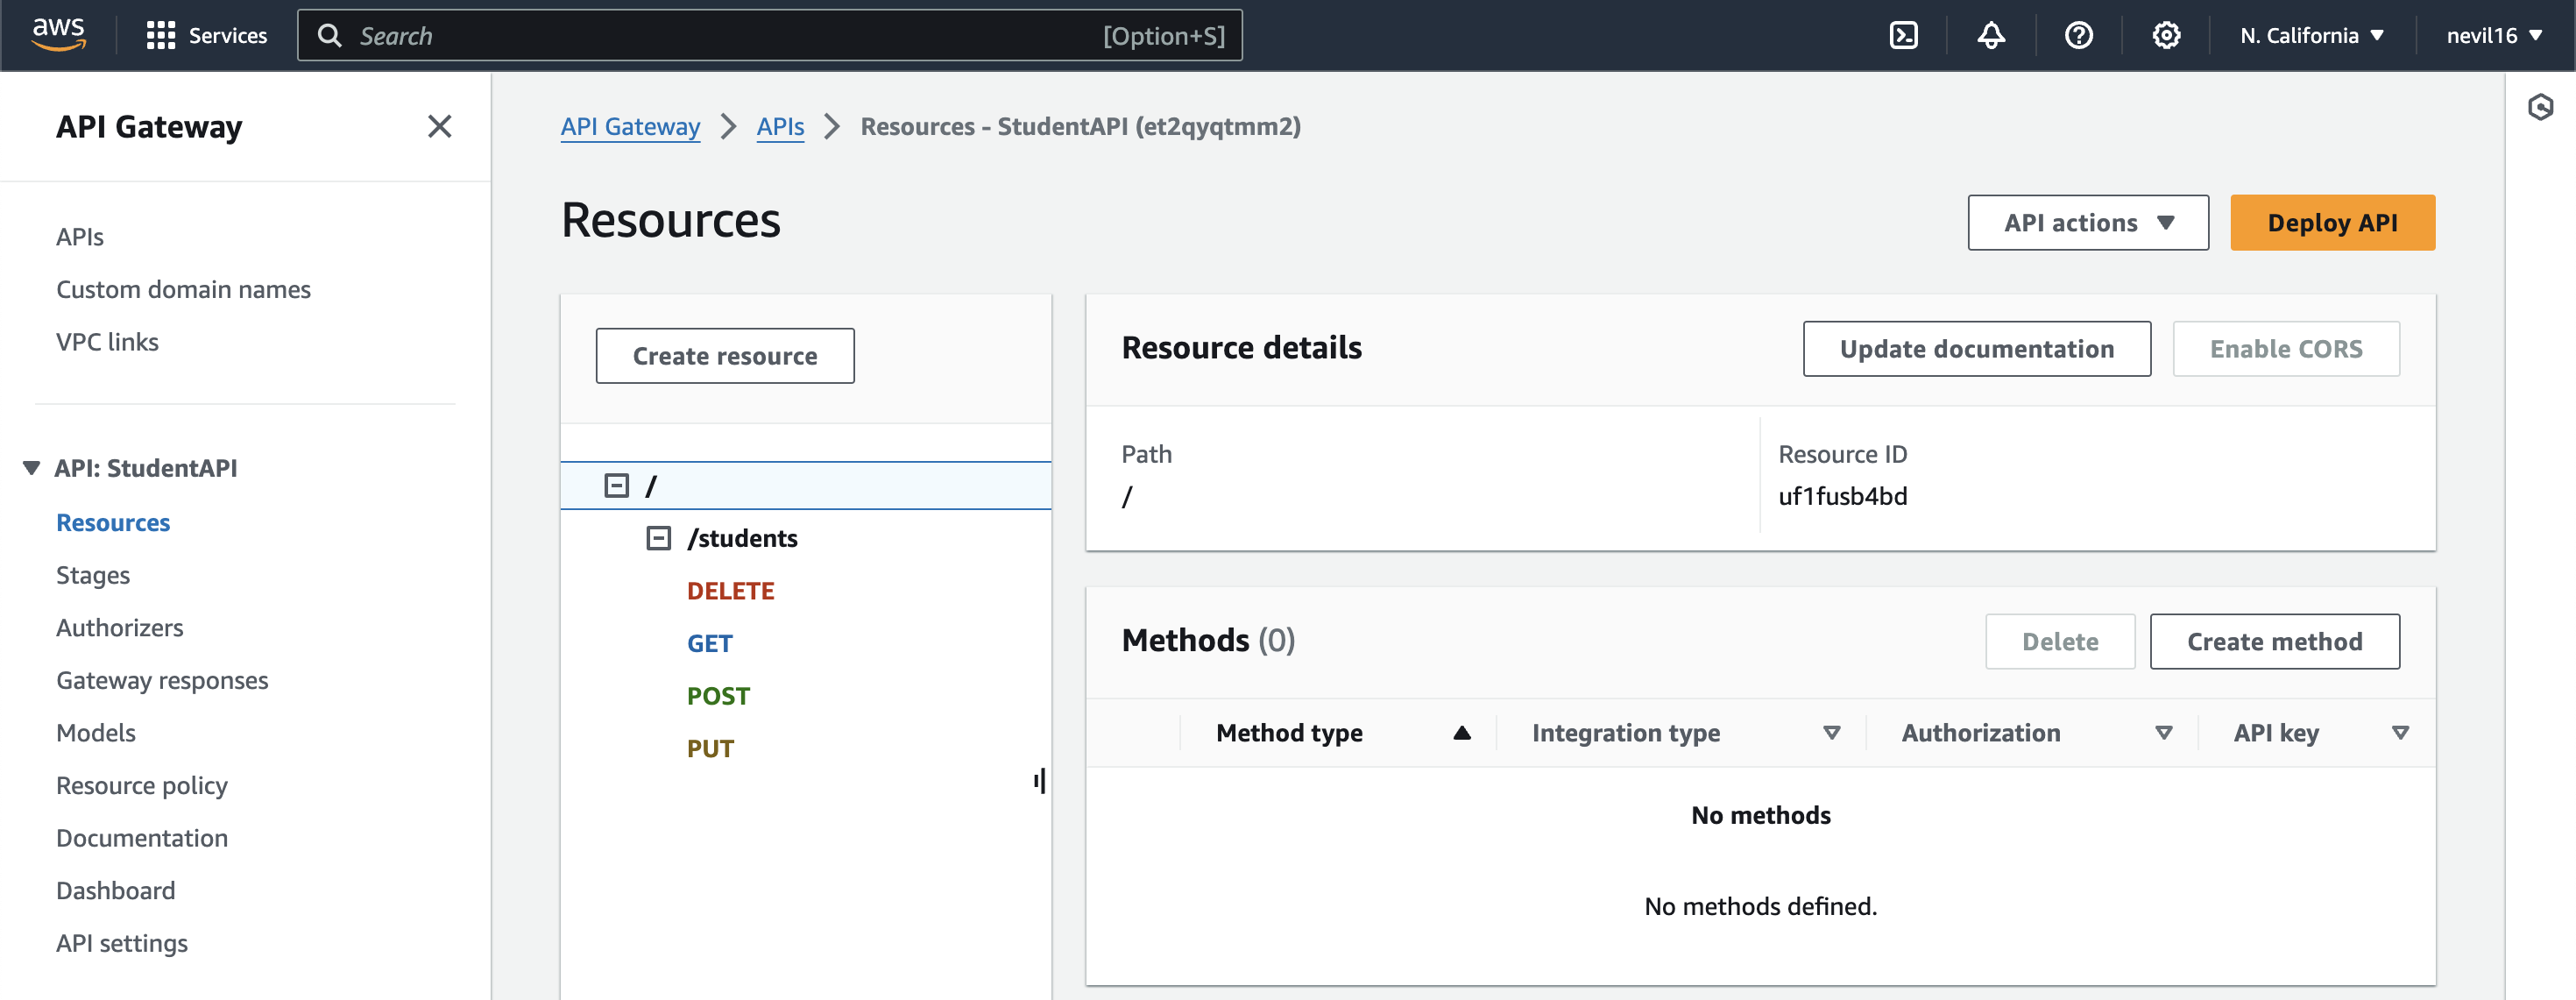 aws
Services
Search
[Option+S]
N. California
nevil16
API Gateway
APIs
Custom domain names
VPC links
API: StudentAPI
Resources
Stages
Authorizers
Gateway responses
Models
Resource policy
Documentation
Dashboard
API settings
API Gateway
APIs
Resources - StudentAPI (et2qyqtmm2)
Resources
API actions
Deploy API
Create resource
/
/students
DELETE
GET
POST
PUT
Resource details
Update documentation
Enable CORS
Path
/
Resource ID
uf1fusb4bd
Methods (0)
Delete
Create method
Method type
Integration type
Authorization
API key
No methods
No methods defined.